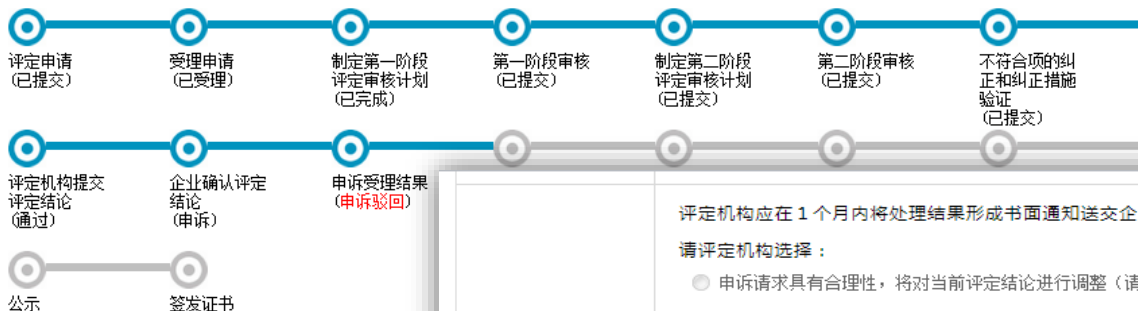 评定申请
(已提交)
受理申请
(已受理)
制定第一阶段
评定审核计划
(已完成)
第一阶段审核
(已提交)
制定第二阶段
评定审核计划
(已提交)
第二阶段审核
(已提交)
不符合项的纠
正和纠正措施
验证
(已提交)
评定机构提交
评定结论
(通过)
企业确认评定
结论
(申诉)
申诉受理结果
(申诉驳回)
评定机构应在1个月内将处理结果形成书面通知送交企
请评定机构选择：
申诉请求具有合理性，将对当前评定结论进行调整（请
公示
签发证书